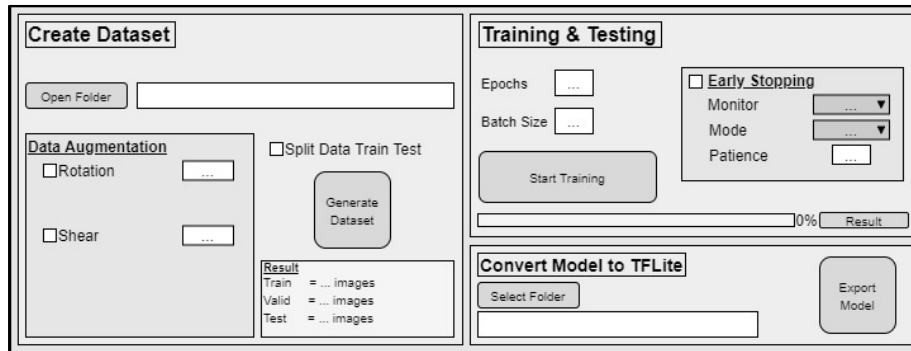 Create Dataset
Open Folder
Data Augmentation
Rotation ...
Shear ...
Split Data Train Test
Generate
Dataset
Result
Train = ... images
Valid = ... images
Test = ... images
Training & Testing
Epochs ...
Batch Size ...
Early Stopping
Monitor ... ▼
Mode ... ▼
Patience ...
Start Training
0% Result
Convert Model to TFLite
Select Folder
Export
Model